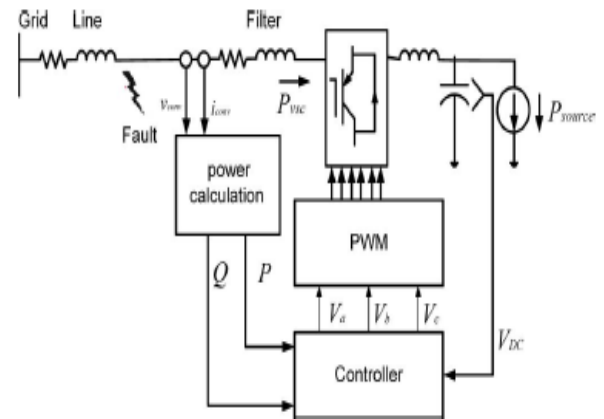 Grid Line Filter
Fault
v_conv i_conv
P_vsc
P_source
power
calculation
PWM
Q P
V_a V_b V_c
V_DC
Controller